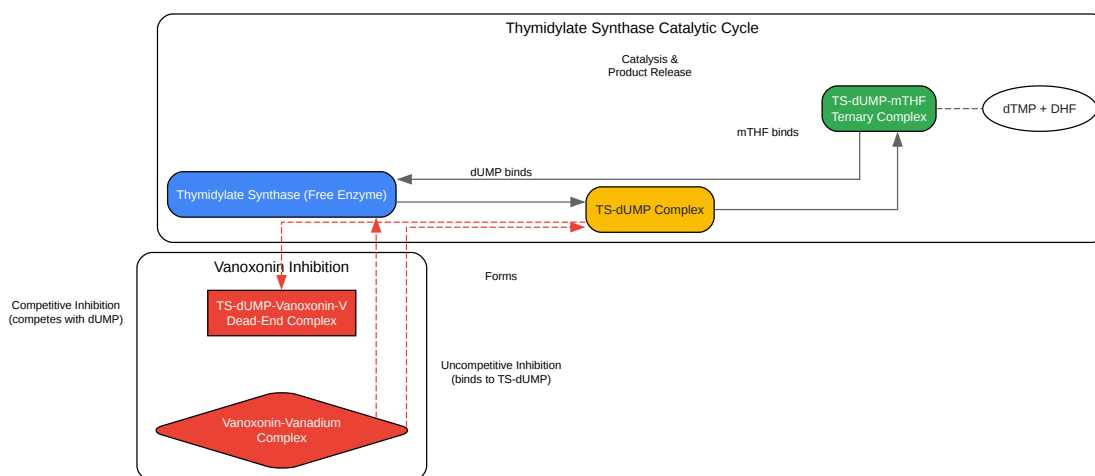 Thymidylate Synthase Catalytic Cycle
Catalysis &
Product Release
TS-dUMP-mTHF
Ternary Complex
dTMP + DHF
mTHF binds
dUMP binds
Thymidylate Synthase (Free Enzyme)
TS-dUMP Complex
Vanoxonin Inhibition
Forms
TS-dUMP-Vanoxonin-V
Dead-End Complex
Competitive Inhibition
(competes with dUMP)
Uncompetitive Inhibition
(binds to TS-dUMP)
Vanoxonin-Vanadium
Complex